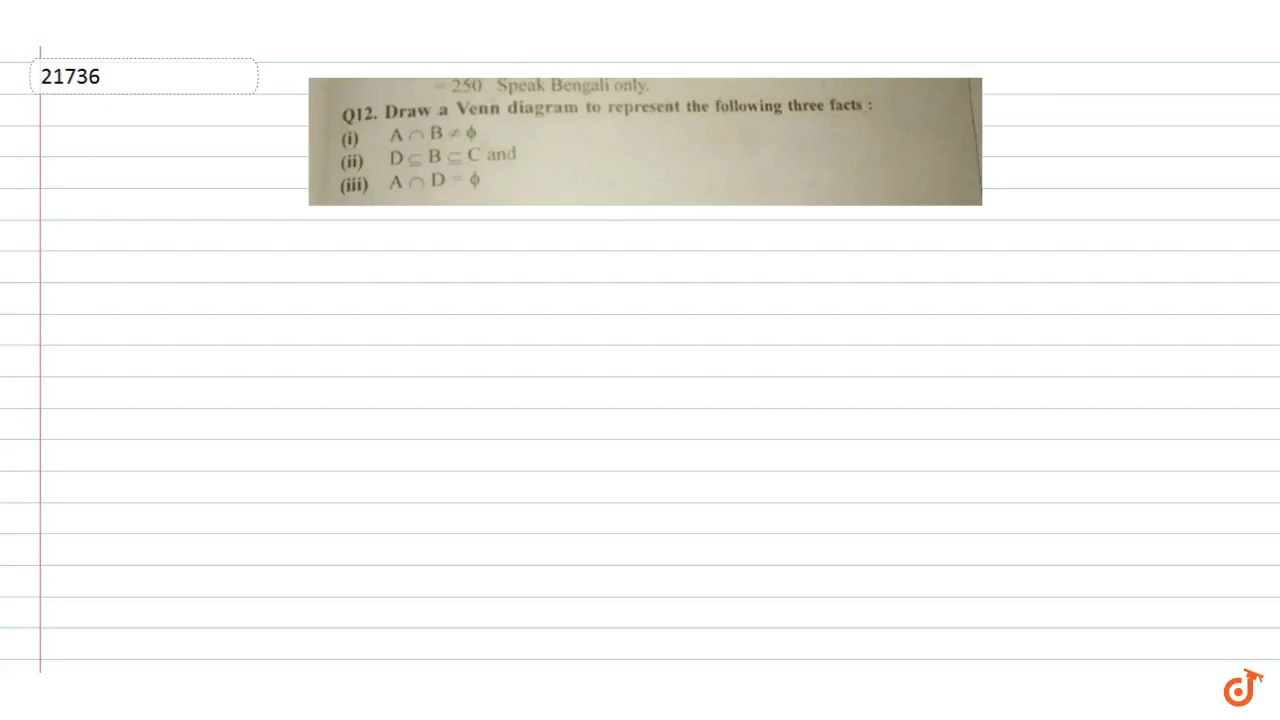 21736
= 250 Speak Bengali only.
Q12. Draw a Venn diagram to represent the following three facts :
(i) A ∩ B ≠ ϕ
(ii) D ⊆ B ⊆ C and
(iii) A ∩ D = ϕ